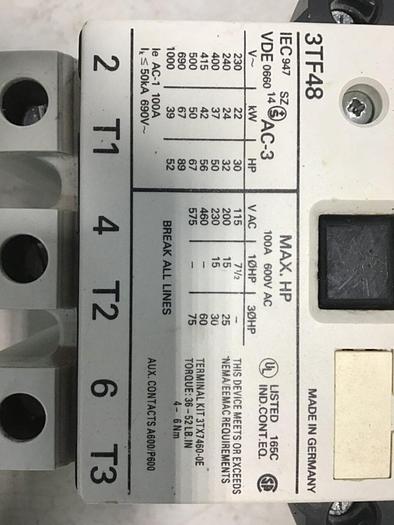 3TF48
IEC 947 SZ
VDE 0660 14 S AC-3
V~ kW HP
230 22 30
240 24 32
400 37 50
415 42 56
500 50 67
690 67 89
1000 39 52
Ie AC-1 100A
Iq ≤ 50kA 690V~
2 T1 4 T2 6 T3
MAX. HP
100A 600V AC
V AC 1ØHP 3ØHP
115 7½ –
200 15 25
230 15 30
460 – 60
575 – 75
BREAK ALL LINES
MADE IN GERMANY
UL LISTED 165C
IND.CONT.EQ.
SA
THIS DEVICE MEETS OR EXCEEDS
NEMA/EEMAC REQUIREMENTS
TERMINAL KIT 3TX7460-0E
TORQUE: 36–52 LB.IN
4–6 Nm
AUX. CONTACTS A600/P600